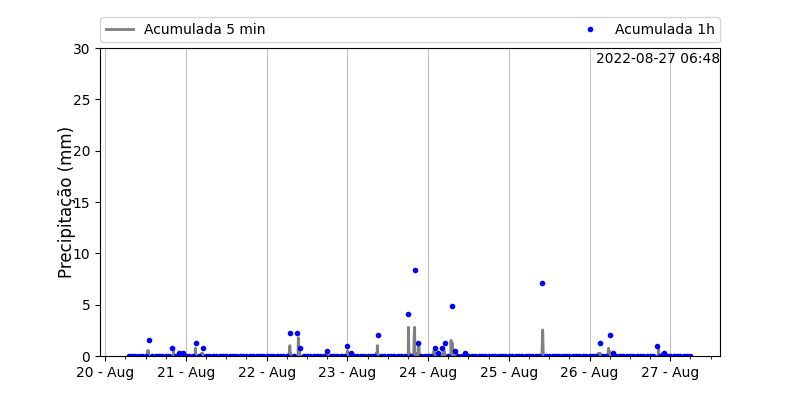 Acumulada 5 min
Acumulada 1h
2022-08-27 06:48
Precipitação (mm)
30
25
20
15
10
5
0
20 - Aug 21 - Aug 22 - Aug 23 - Aug 24 - Aug 25 - Aug 26 - Aug 27 - Aug